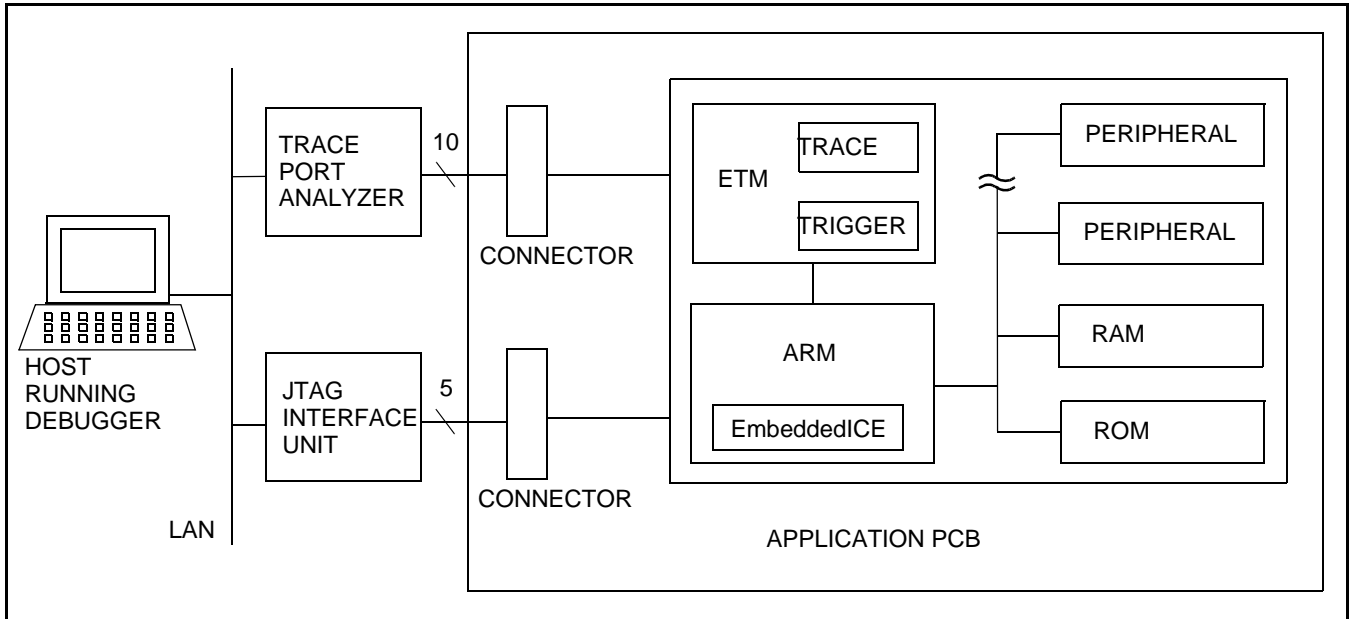 TRACE
PORT
ANALYZER
10
CONNECTOR
ETM
TRACE
TRIGGER
PERIPHERAL
PERIPHERAL
HOST
RUNNING
DEBUGGER
JTAG
INTERFACE
UNIT
5
CONNECTOR
ARM
EmbeddedICE
RAM
ROM
LAN
APPLICATION PCB